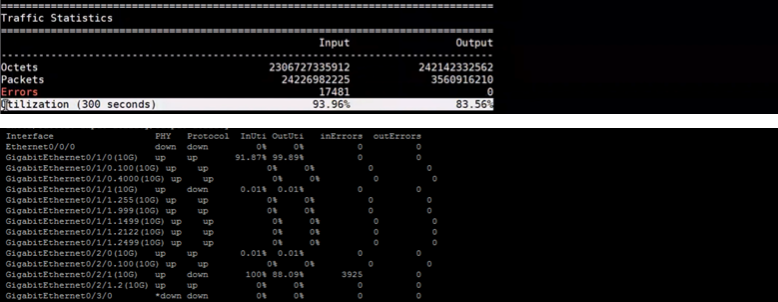 Traffic Statistics
Input Output
Octets 2306727335912 242142332562
Packets 24226982225 3560916210
Errors 17481 0
Utilization (300 seconds) 93.96% 83.56%
Interface PHY Protocol InUti OutUti inErrors outErrors
Ethernet0/0/0 down down 0% 0% 0 0
GigabitEthernet0/1/0(10G) up up 91.87% 99.89% 0 0
GigabitEthernet0/1/0.100(10G) up up 0% 0% 0 0
GigabitEthernet0/1/0.4000(10G) up up 0% 0% 0 0
GigabitEthernet0/1/1(10G) up down 0.01% 0.01% 0 0
GigabitEthernet0/1/1.255(10G) up up 0% 0% 0 0
GigabitEthernet0/1/1.999(10G) up up 0% 0% 0 0
GigabitEthernet0/1/1.1499(10G) up up 0% 0% 0 0
GigabitEthernet0/1/1.2122(10G) up up 0% 0% 0 0
GigabitEthernet0/1/1.2499(10G) up up 0% 0% 0 0
GigabitEthernet0/2/0(10G) up up 0.01% 0.01% 0 0
GigabitEthernet0/2/0.100(10G) up up 0% 0% 0 0
GigabitEthernet0/2/1(10G) up down 100% 88.09% 3925 0
GigabitEthernet0/2/1.2(10G) up up 0% 0% 0 0
GigabitEthernet0/3/0 *down down 0% 0% 0 0